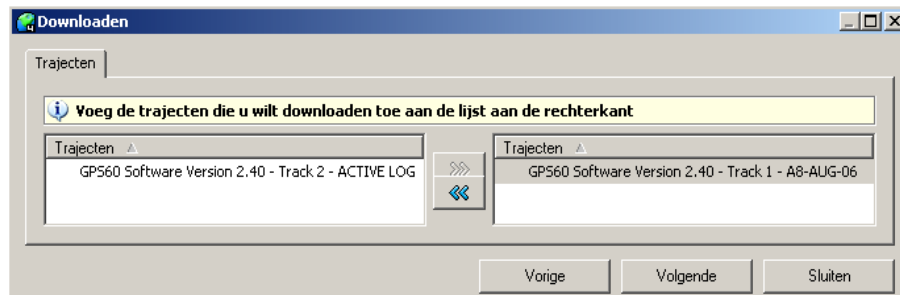 Downloaden
Trajecten
Voeg de trajecten die u wilt downloaden toe aan de lijst aan de rechterkant
Trajecten
GPS60 Software Version 2.40 - Track 2 - ACTIVE LOG
Trajecten
GPS60 Software Version 2.40 - Track 1 - A8-AUG-06
Vorige
Volgende
Sluiten